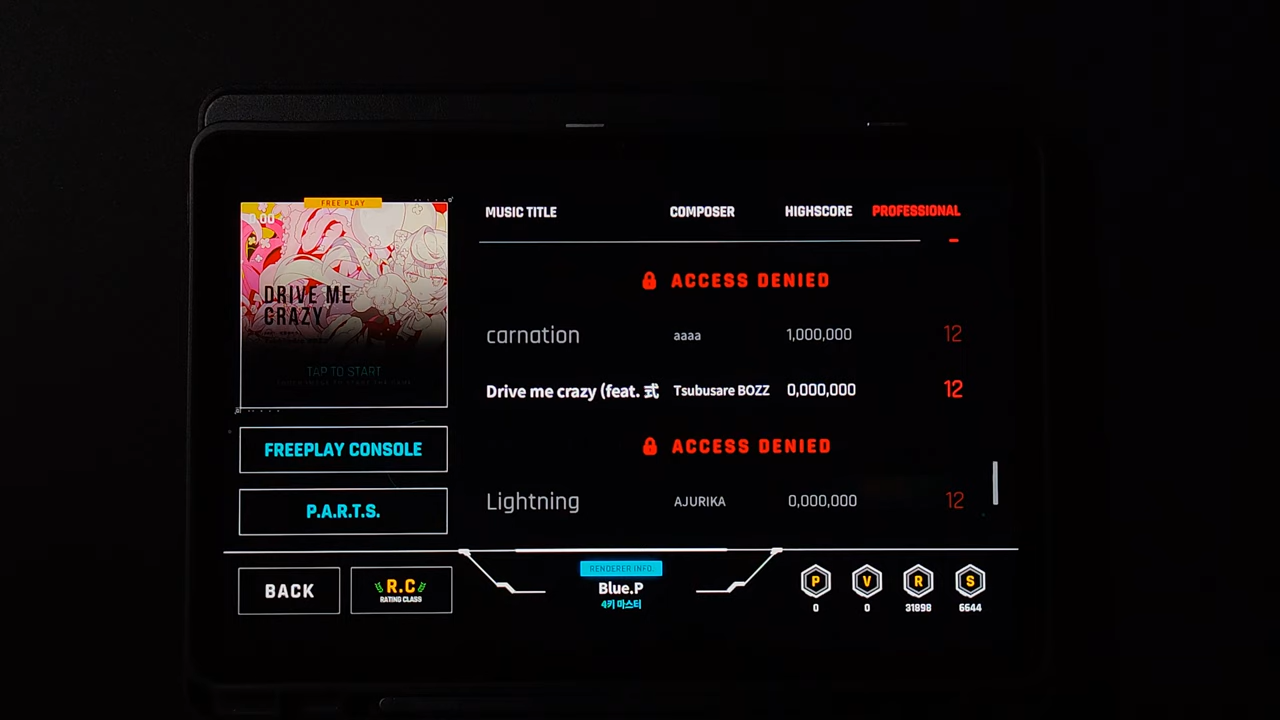 FREE PLAY
0.00
DRIVE ME
CRAZY
TAP TO START
FREEPLAY CONSOLE
P.A.R.T.S.
MUSIC TITLE COMPOSER HIGHSCORE PROFESSIONAL
ACCESS DENIED
carnation aaaa 1,000,000 12
Drive me crazy (feat. 式 Tsubusare BOZZ 0,000,000 12
ACCESS DENIED
Lightning AJURIKA 0,000,000 12
BACK
R.C
RATING CLASS
RENDERER INFO.
Blue.P
4키 마스터
P V R S
0 0 31898 6644